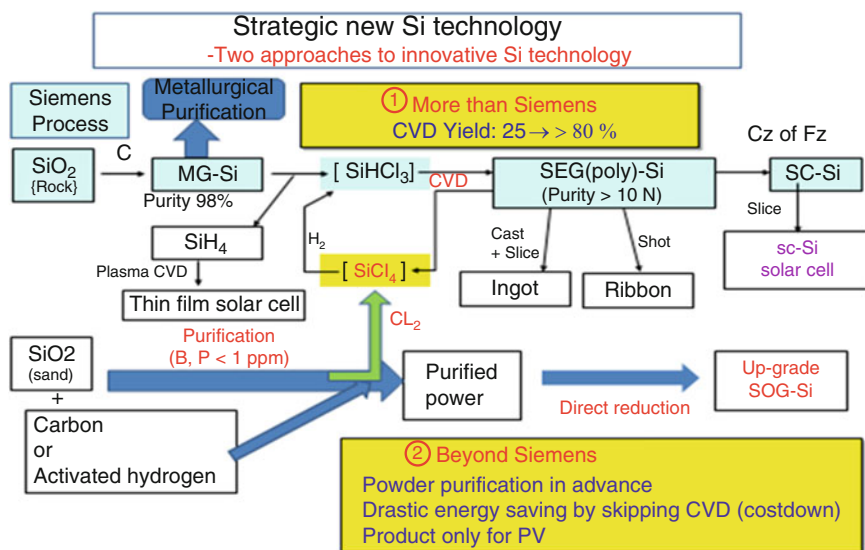 Strategic new Si technology
-Two approaches to innovative Si technology
Siemens
Process
Metallurgical
Purification
① More than Siemens
CVD Yield: 25 → > 80 %
Cz of Fz
SiO₂
{Rock}
C
MG-Si
Purity 98%
[ SiHCl₃]
CVD
SEG(poly)-Si
(Purity > 10 N)
SC-Si
Slice
SiH₄
H₂
Plasma CVD
[ SiCl₄ ]
Cast
+ Slice
Shot
sc-Si
solar cell
Thin film solar cell
Ingot
Ribbon
SiO2
(sand)
+
Purification
(B, P < 1 ppm)
CL₂
Purified
power
Direct reduction
Up-grade
SOG-Si
Carbon
or
Activated hydrogen
② Beyond Siemens
Powder purification in advance
Drastic energy saving by skipping CVD (costdown)
Product only for PV